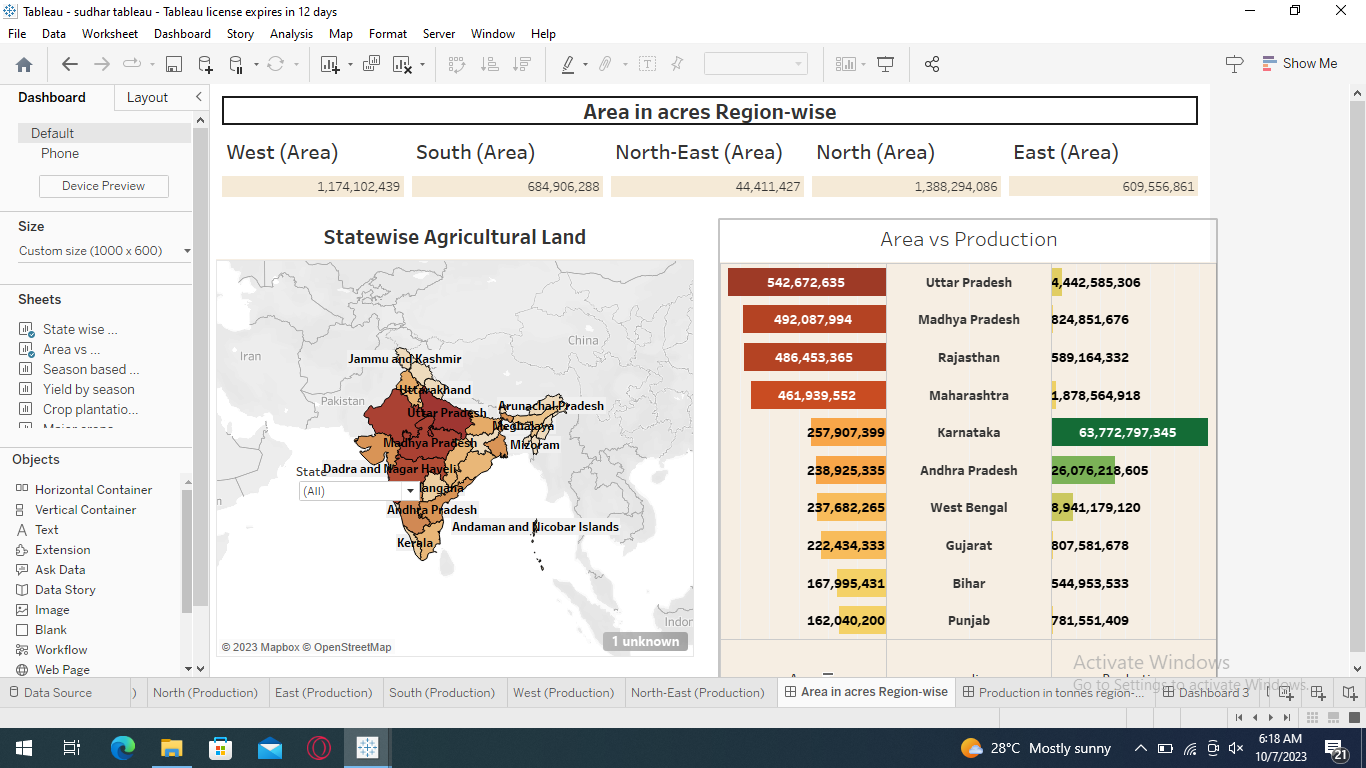 Tableau - sudhar tableau - Tableau license expires in 12 days
File Data Worksheet Dashboard Story Analysis Map Format Server Window Help
Show Me
Dashboard Layout
Default
Phone
Device Preview
Size
Custom size (1000 x 600)
Sheets
State wise ...
Area vs ...
Season based ...
Yield by season
Crop plantatio...
Objects
Horizontal Container
Vertical Container
Text
Extension
Ask Data
Data Story
Image
Blank
Workflow
Web Page
Area in acres Region-wise
West (Area) South (Area) North-East (Area) North (Area) East (Area)
1,174,102,439 684,906,288 44,411,427 1,388,294,086 609,556,861
Statewise Agricultural Land
Iran
China
Pakistan
Jammu and Kashmir
Uttarakhand
Uttar Pradesh
Arunachal Pradesh
Meghalaya
Madhya Pradesh
Mizoram
Dadra and Nagar Haveli
State
(All)
Andhra Pradesh
Andaman and Nicobar Islands
Kerala
Indor
1 unknown
© 2023 Mapbox © OpenStreetMap
Area vs Production
542,672,635 Uttar Pradesh 4,442,585,306
492,087,994 Madhya Pradesh 824,851,676
486,453,365 Rajasthan 589,164,332
461,939,552 Maharashtra 1,878,564,918
257,907,399 Karnataka 63,772,797,345
238,925,335 Andhra Pradesh 26,076,218,605
237,682,265 West Bengal 8,941,179,120
222,434,333 Gujarat 807,581,678
167,995,431 Bihar 544,953,533
162,040,200 Punjab 781,551,409
Activate Windows
Go to Settings to activate Windows.
Data Source ) North (Production) East (Production) South (Production) West (Production) North-East (Production) Area in acres Region-wise Production in tonnes region-... Dashboard 3
28°C Mostly sunny
6:18 AM
10/7/2023
21